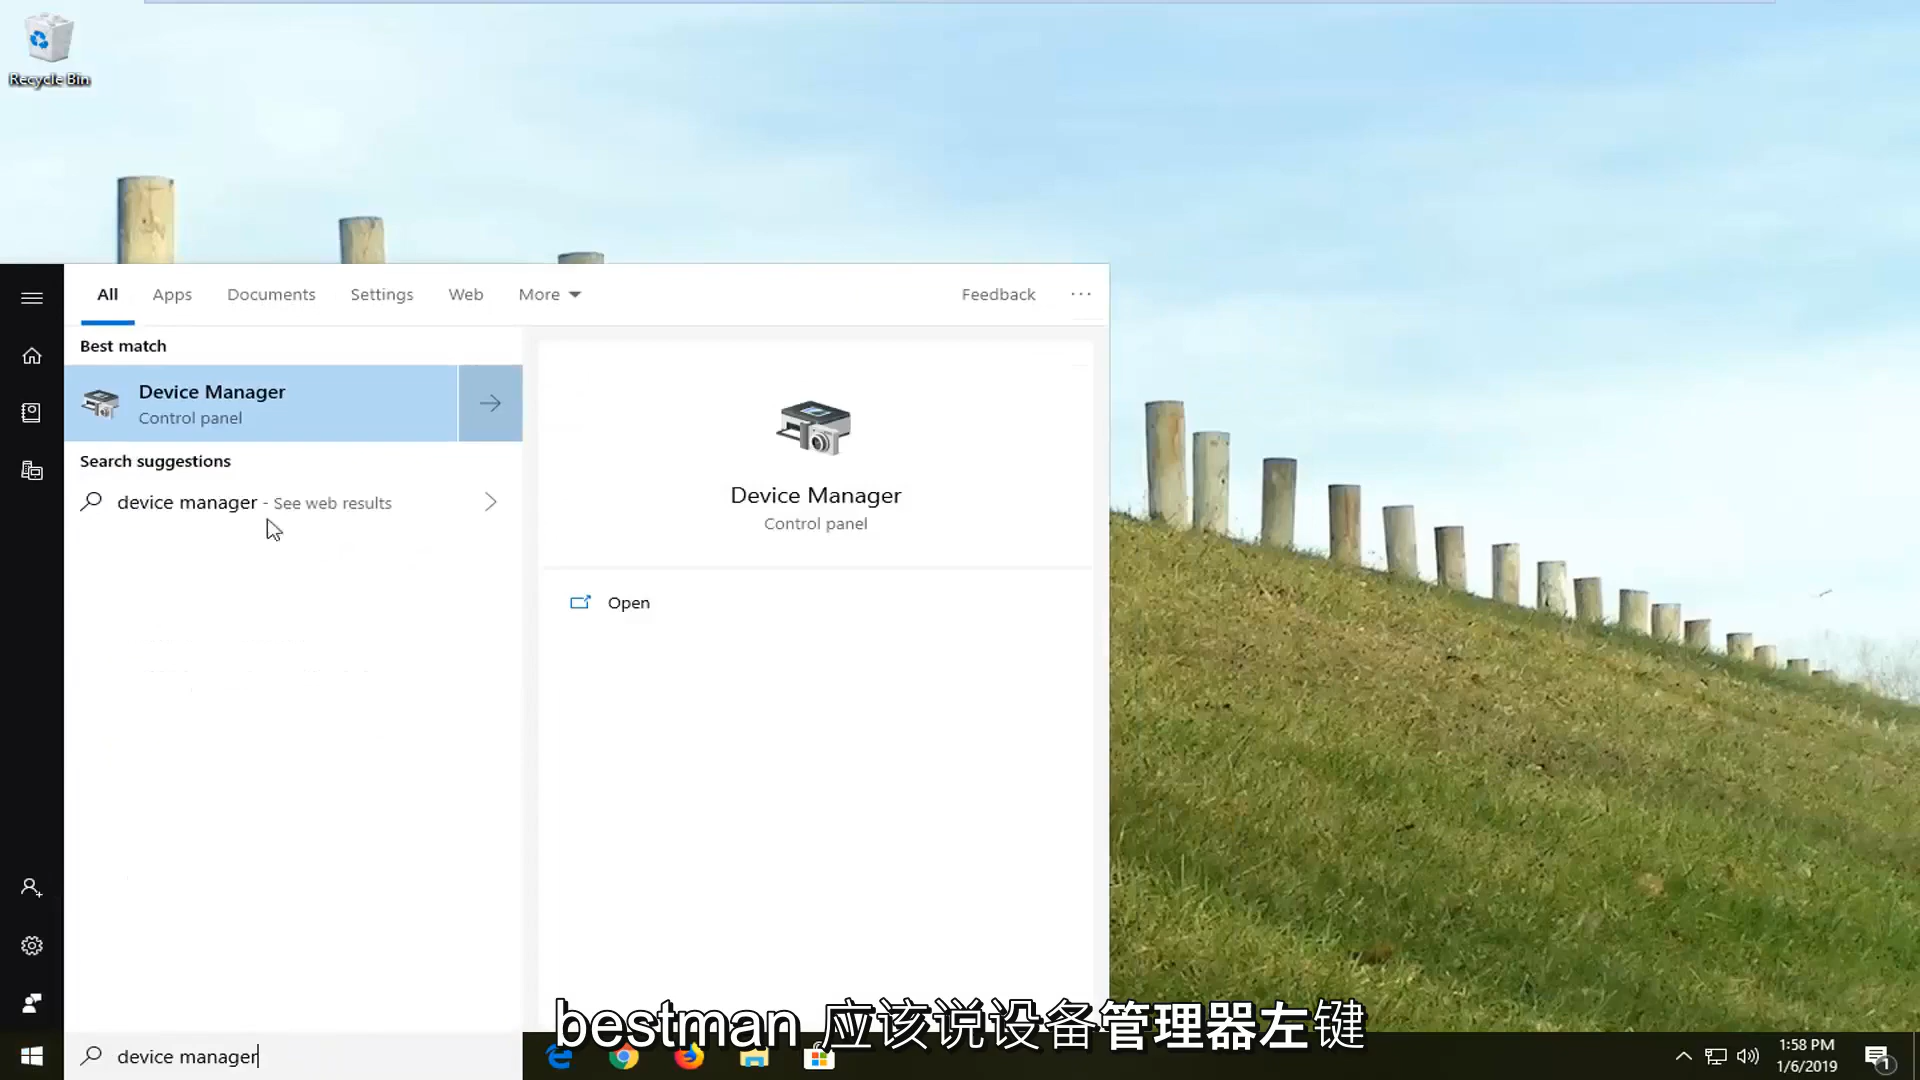 Recycle Bin
All Apps Documents Settings Web More Feedback
Best match
Device Manager
Control panel
Search suggestions
device manager - See web results
Device Manager
Control panel
Open
bestman 应该说设备管理器左键
device manager
1:58 PM
1/6/2019
1